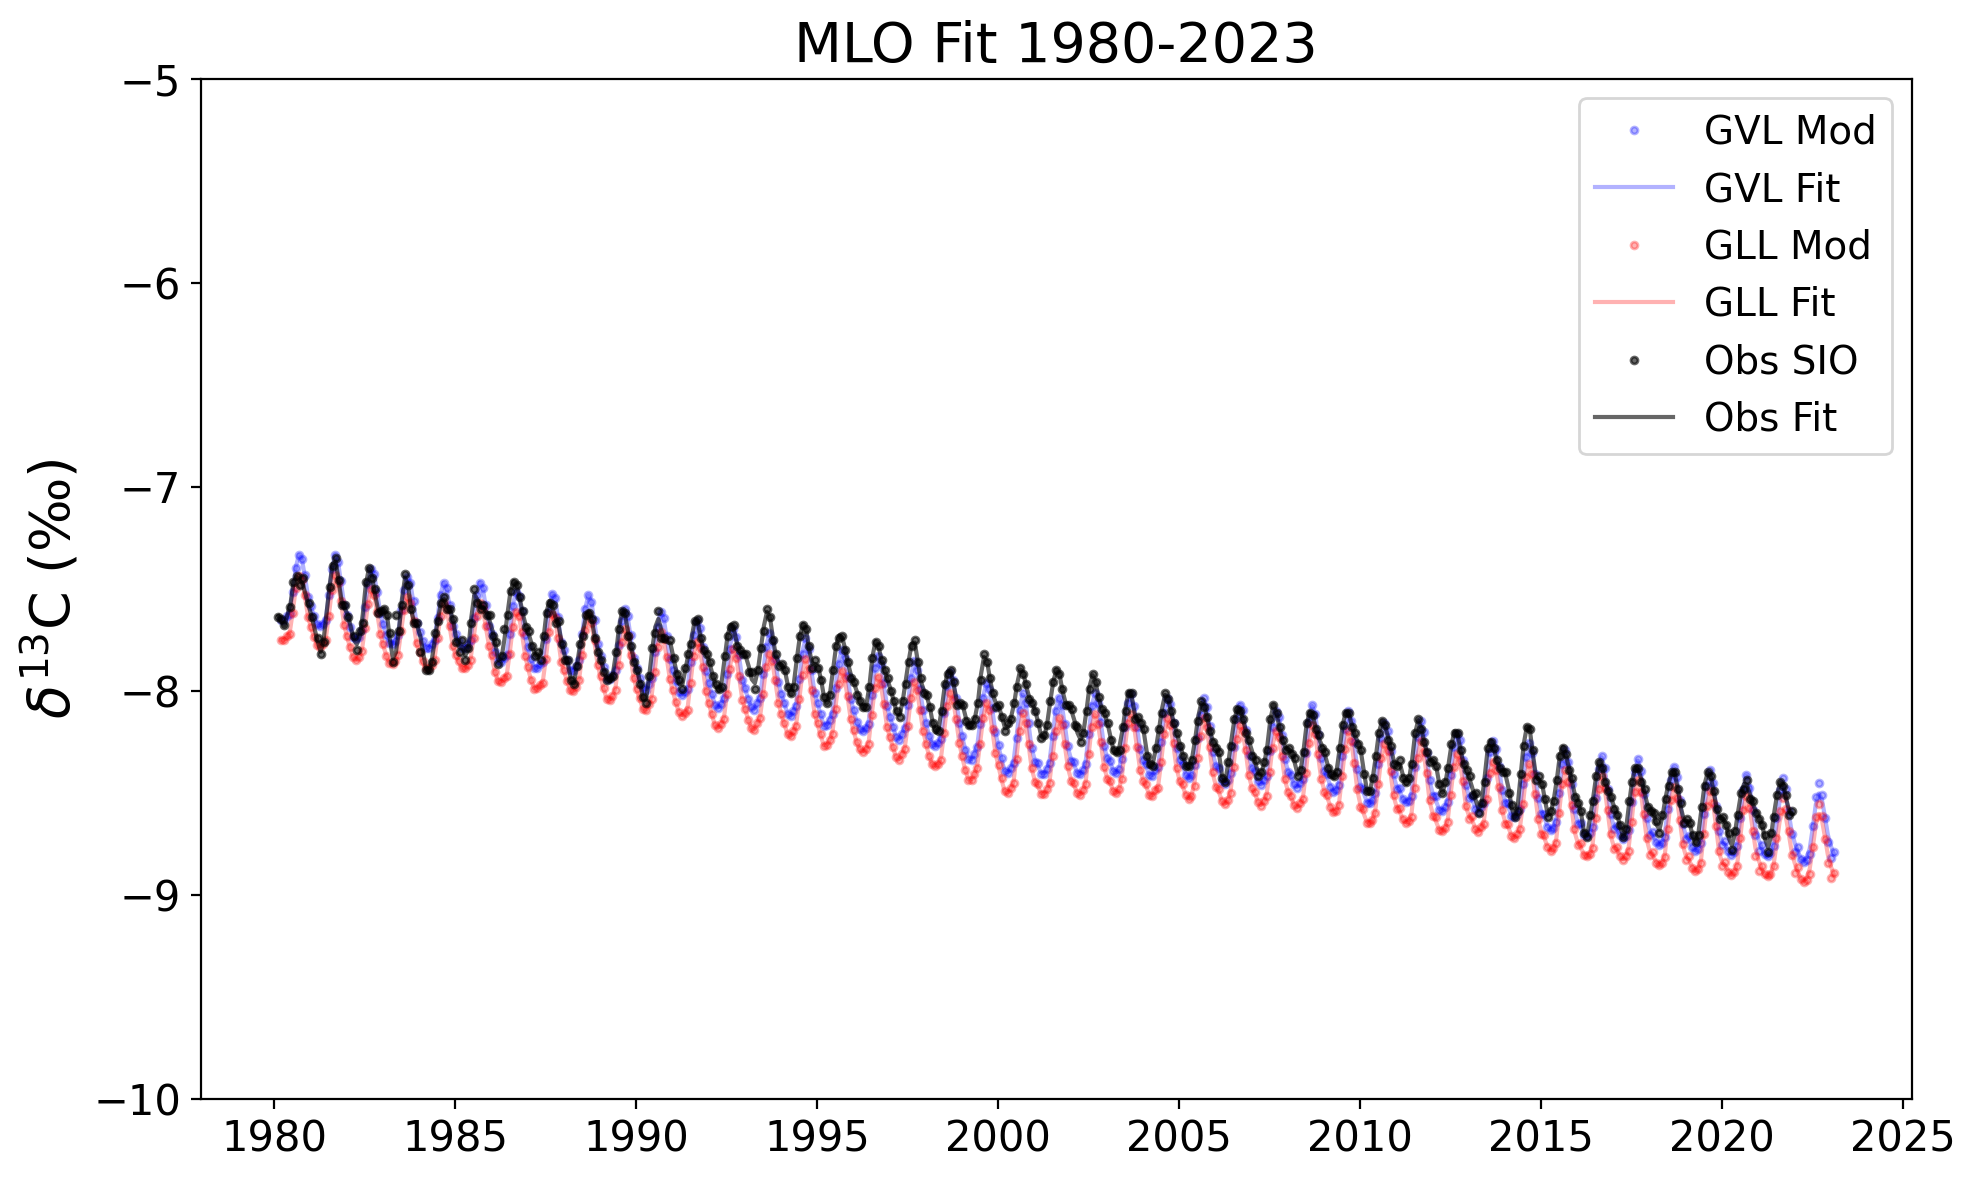 MLO Fit 1980-2023
δ¹³C (‰)
−5
−6
−7
−8
−9
−10
1980 1985 1990 1995 2000 2005 2010 2015 2020 2025
GVL Mod
GVL Fit
GLL Mod
GLL Fit
Obs SIO
Obs Fit